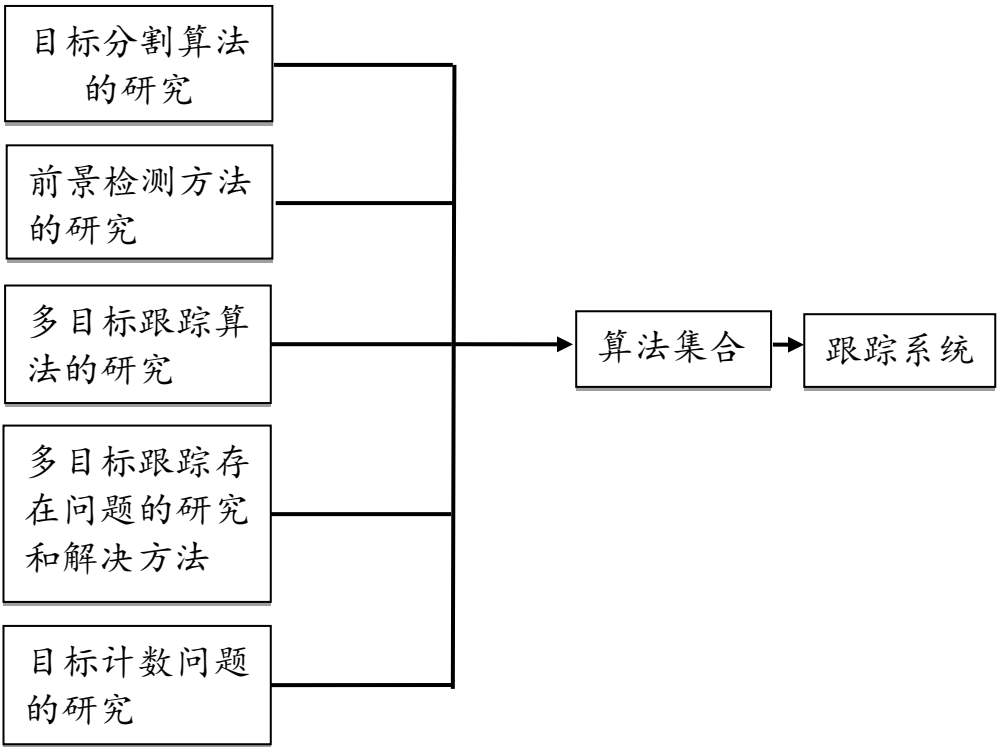 目标分割算法
的研究
前景检测方法
的研究
多目标跟踪算
法的研究
多目标跟踪存
在问题的研究
和解决方法
目标计数问题
的研究
算法集合
跟踪系统